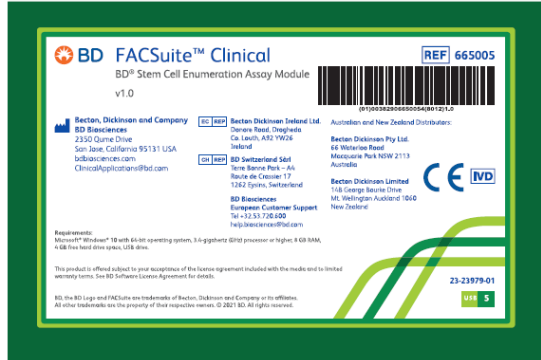 BD FACSuite™ Clinical
BD® Stem Cell Enumeration Assay Module
v1.0
REF 665005
(01)00382906650054(8012)1.0
Becton, Dickinson and Company
BD Biosciences
2350 Qume Drive
San Jose, California 95131 USA
bdbiosciences.com
ClinicalApplications@bd.com
EC REP Becton Dickinson Ireland Ltd.
Donore Road, Drogheda
Co. Louth, A92 YW26
Ireland
CH REP BD Switzerland Sàrl
Terre Bonne Park – A4
Route de Crassier 17
1262 Eysins, Switzerland
BD Biosciences
European Customer Support
Tel +32.53.720.600
help.biosciences@bd.com
Australian and New Zealand Distributors:
Becton Dickinson Pty Ltd.
66 Waterloo Road
Macquarie Park NSW 2113
Australia
Becton Dickinson Limited
14B George Bourke Drive
Mt. Wellington Auckland 1060
New Zealand
CE IVD
Requirements:
Microsoft® Windows® 10 with 64-bit operating system, 3.6-gigahertz (GHz) processor or higher, 8 GB RAM,
4 GB free hard drive space, USB drive.
This product is offered subject to your acceptance of the license agreement included with the media and to limited
warranty terms. See BD Software License Agreement for details.
BD, the BD Logo and FACSuite are trademarks of Becton, Dickinson and Company or its affiliates.
All other trademarks are the property of their respective owners. © 2021 BD. All rights reserved.
23-23979-01
USB 5